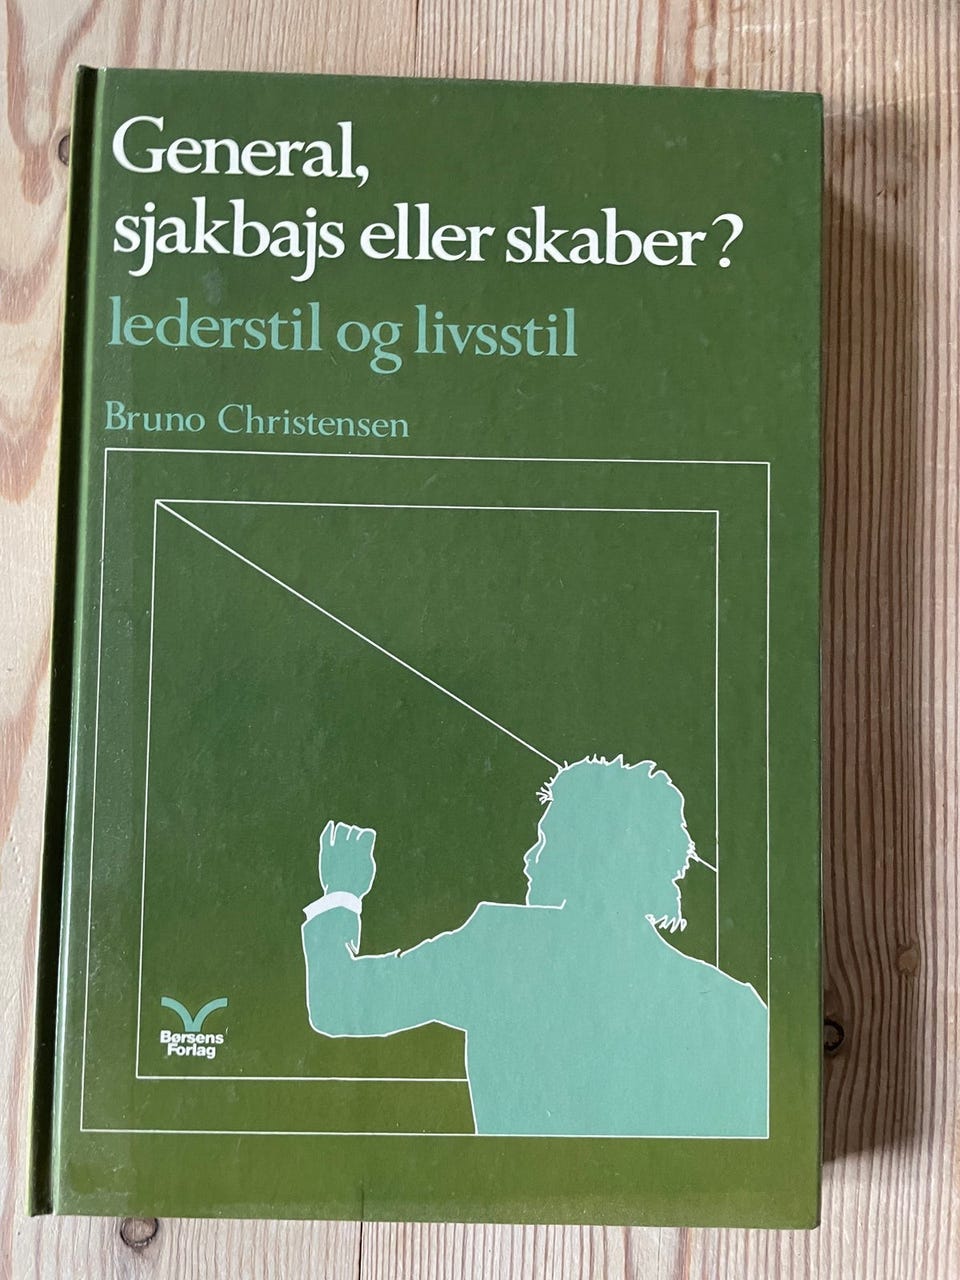 General,
sjakbajs eller skaber?
lederstil og livsstil
Bruno Christensen
Børsens
Forlag